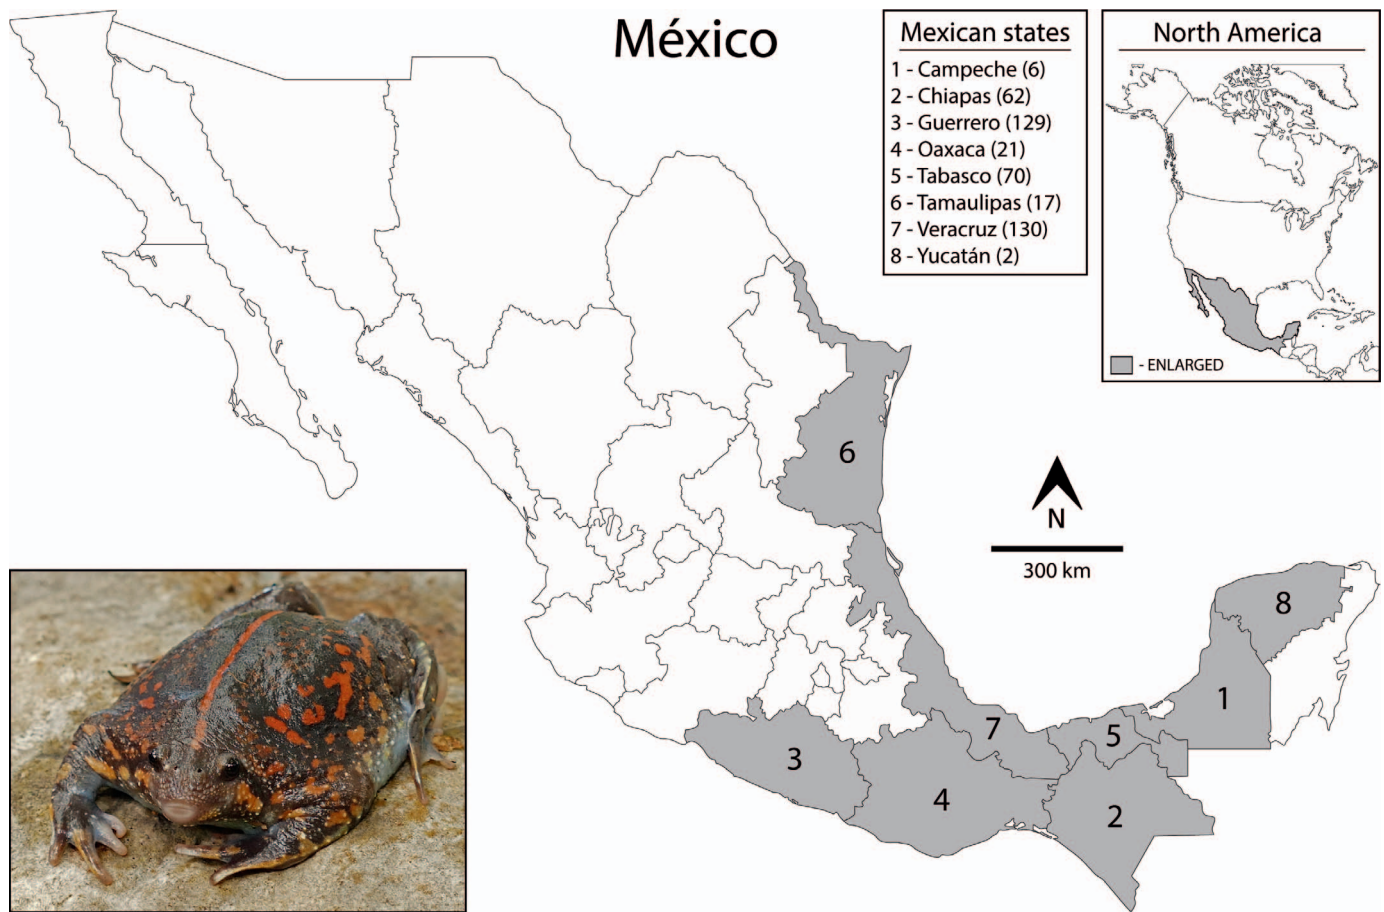 México
Mexican states
1 - Campeche (6)
2 - Chiapas (62)
3 - Guerrero (129)
4 - Oaxaca (21)
5 - Tabasco (70)
6 - Tamaulipas (17)
7 - Veracruz (130)
8 - Yucatán (2)
North America
- ENLARGED
6
N
300 km
8
1
7
5
3
4
2